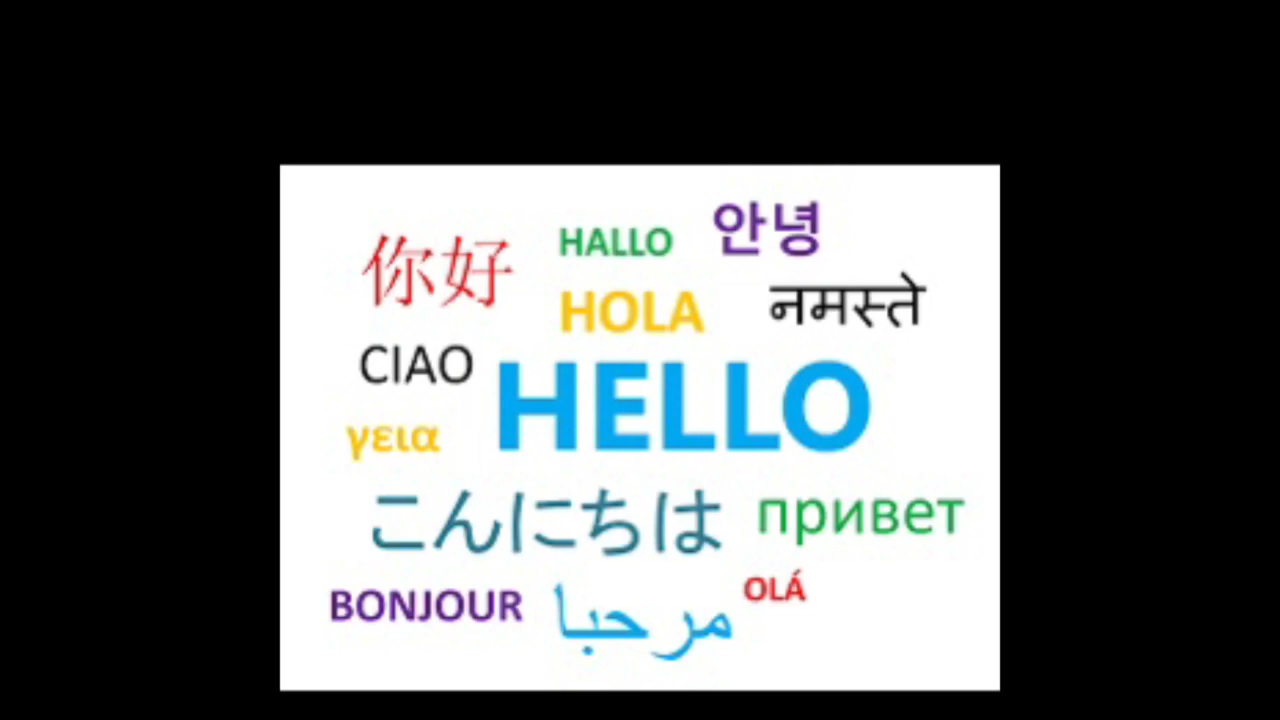 안녕
你好
HALLO
HOLA
नमस्ते
CIAO
HELLO
γεια
こんにちは
привет
BONJOUR
مرحبا
OLÁ